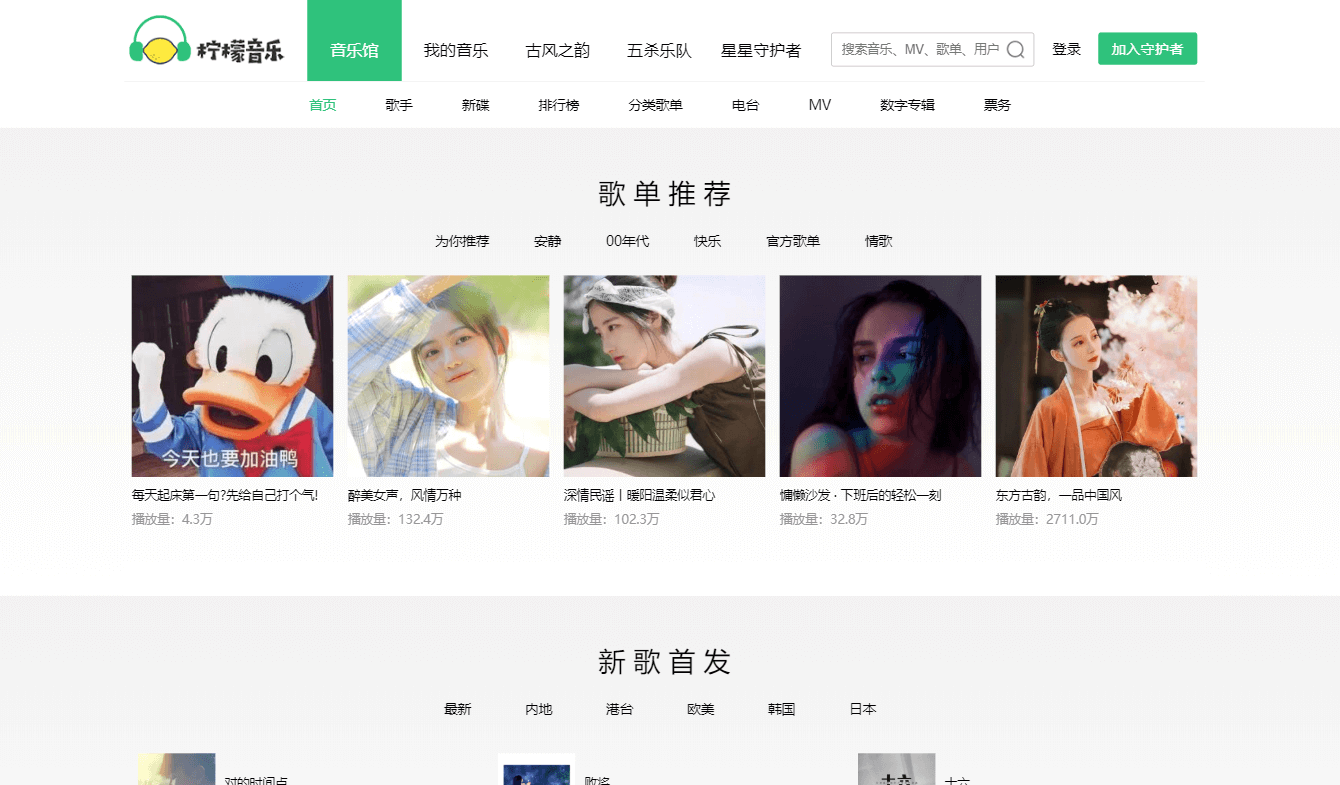 柠檬音乐
音乐馆 我的音乐 古风之韵 五杀乐队 星星守护者 搜索音乐、MV、歌单、用户 登录 加入守护者
首页 歌手 新碟 排行榜 分类歌单 电台 MV 数字专辑 票务
歌单推荐
为你推荐 安静 00年代 快乐 官方歌单 情歌
今天也要加油鸭
每天起床第一句?先给自己打个气! 醉美女声，风情万种 深情民谣丨暖阳温柔似君心 慵懒沙发 · 下班后的轻松一刻 东方古韵，一品中国风
播放量：4.3万 播放量：132.4万 播放量：102.3万 播放量：32.8万 播放量：2711.0万
新歌首发
最新 内地 港台 欧美 韩国 日本
对的时间点 败将 十六